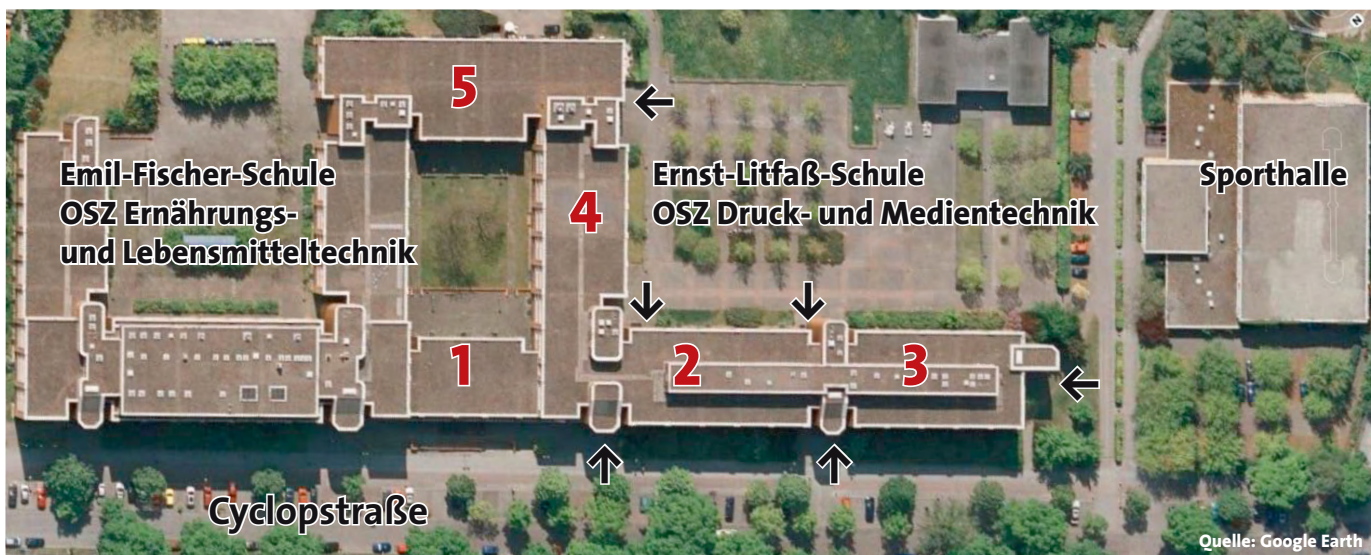 5
Emil-Fischer-Schule
OSZ Ernährungs-
und Lebensmitteltechnik
4
Ernst-Litfaß-Schule
OSZ Druck- und Medientechnik
Sporthalle
1
2
3
Cyclopstraße
Quelle: Google Earth